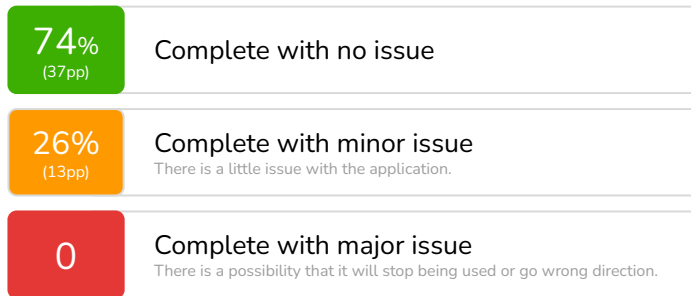 74%
(37pp)
Complete with no issue
26%
(13pp)
Complete with minor issue
There is a little issue with the application.
0
Complete with major issue
There is a possibility that it will stop being used or go wrong direction.